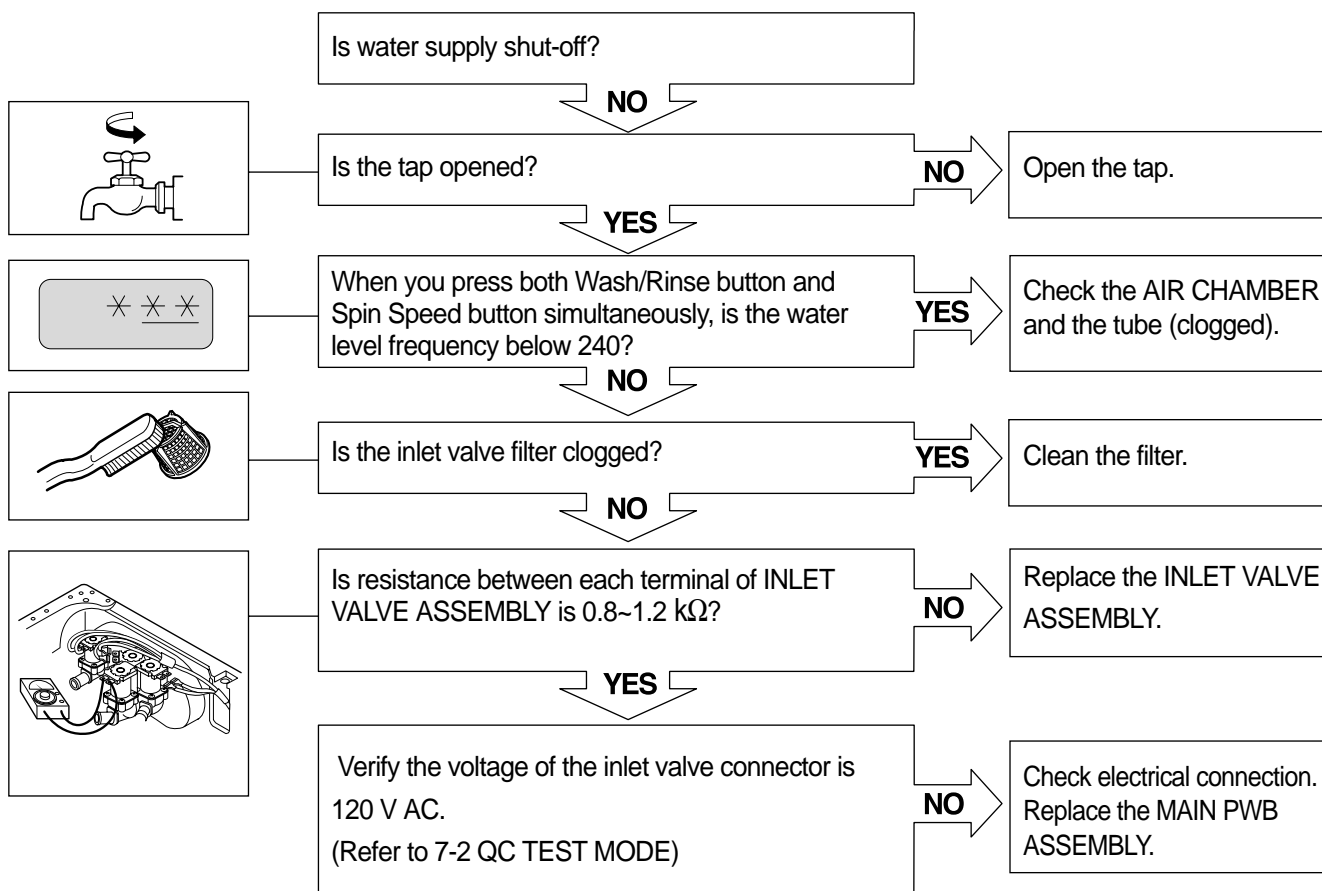 Is water supply shut-off?
NO
Is the tap opened?
NO
Open the tap.
YES
When you press both Wash/Rinse button and
Spin Speed button simultaneously, is the water
level frequency below 240?
YES
Check the AIR CHAMBER
and the tube (clogged).
NO
Is the inlet valve filter clogged?
YES
Clean the filter.
NO
Is resistance between each terminal of INLET
VALVE ASSEMBLY is 0.8~1.2 kΩ?
NO
Replace the INLET VALVE
ASSEMBLY.
YES
Verify the voltage of the inlet valve connector is
120 V AC.
(Refer to 7-2 QC TEST MODE)
NO
Check electrical connection.
Replace the MAIN PWB
ASSEMBLY.